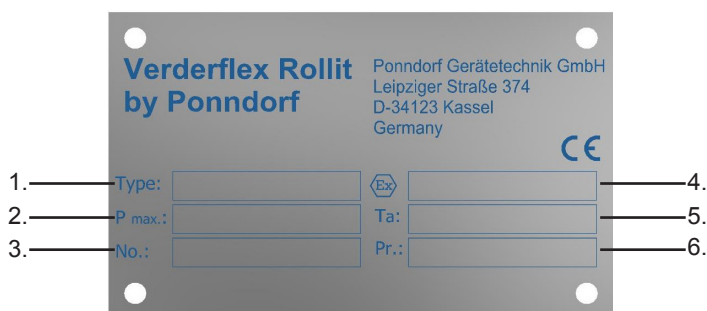 Verderflex Rollit
by Ponndorf
Ponndorf Gerätetechnik GmbH
Leipziger Straße 374
D-34123 Kassel
Germany
CE
1. Type: Ex 4.
2. P max.: Ta: 5.
3. No.: Pr.: 6.